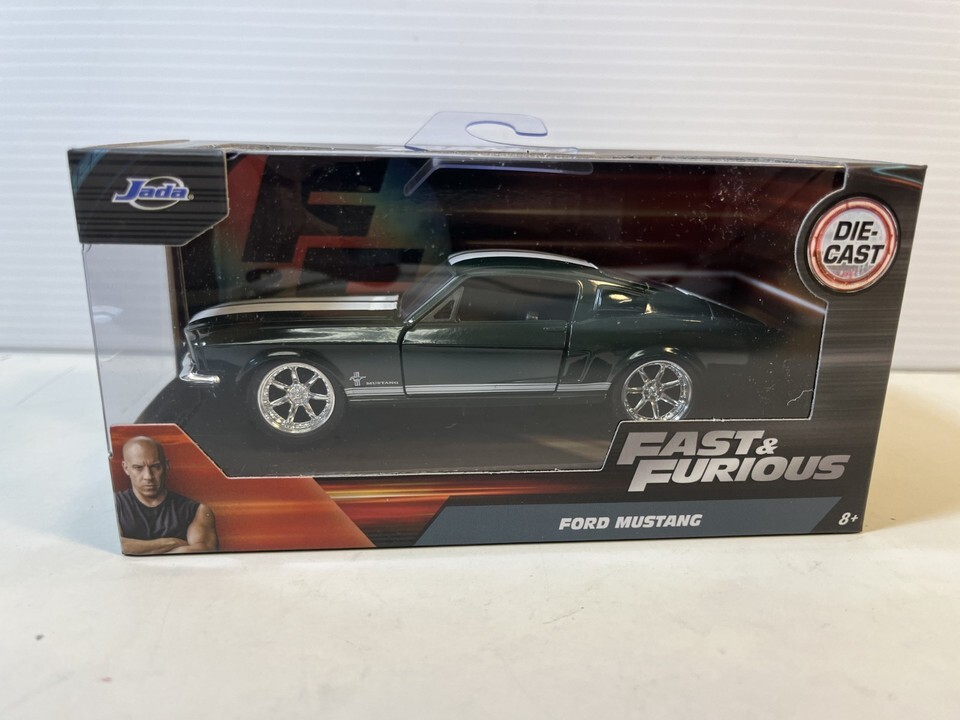 Jada
DIE-
CAST
MUSTANG
FAST &
FURIOUS
FORD MUSTANG
8+